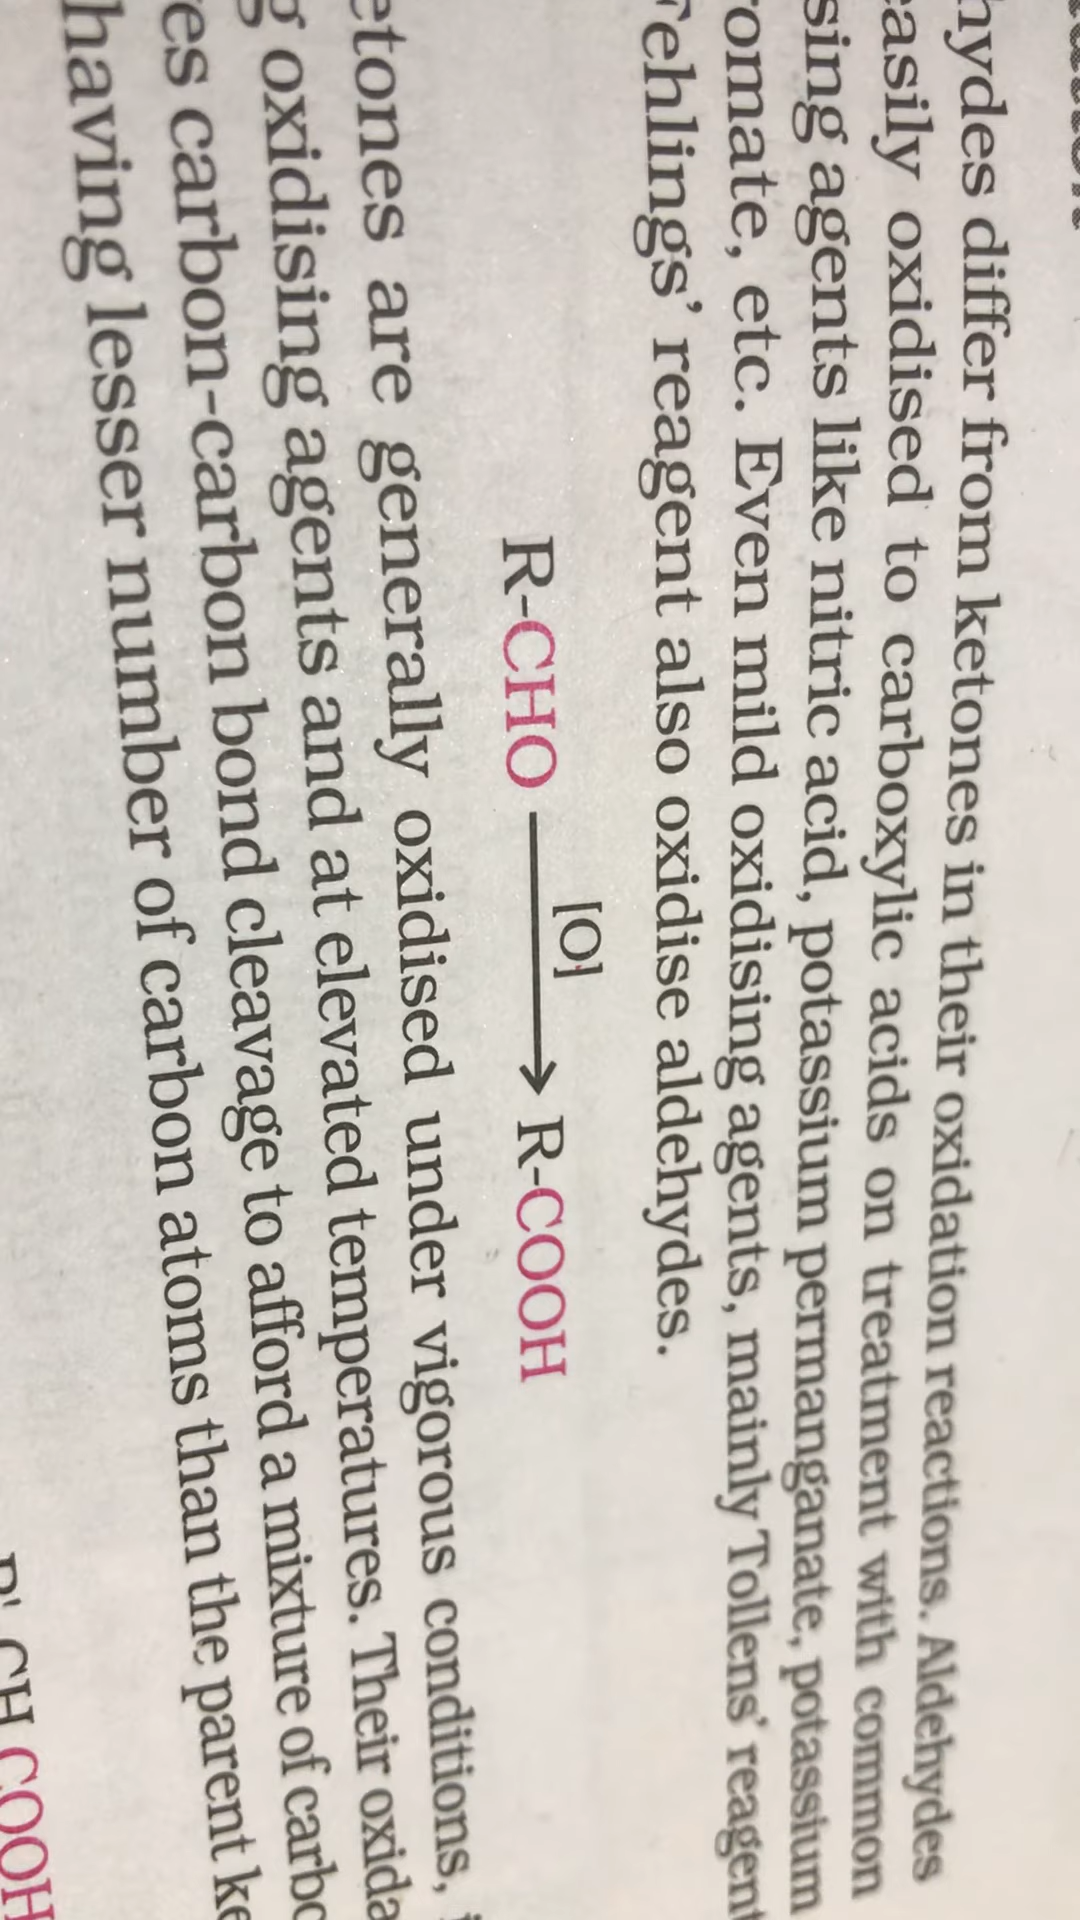 hydes differ from ketones in their oxidation reactions. Aldehydes
easily oxidised to carboxylic acids on treatment with common
sing agents like nitric acid, potassium permanganate, potassium
romate, etc. Even mild oxidising agents, mainly Tollens’ reagent
Fehlings’ reagent also oxidise aldehydes.
[O]
R-CHO → R-COOH
etones are generally oxidised under vigorous conditions,
g oxidising agents and at elevated temperatures. Their oxida
es carbon-carbon bond cleavage to afford a mixture of carbo
having lesser number of carbon atoms than the parent ke
CH COOH